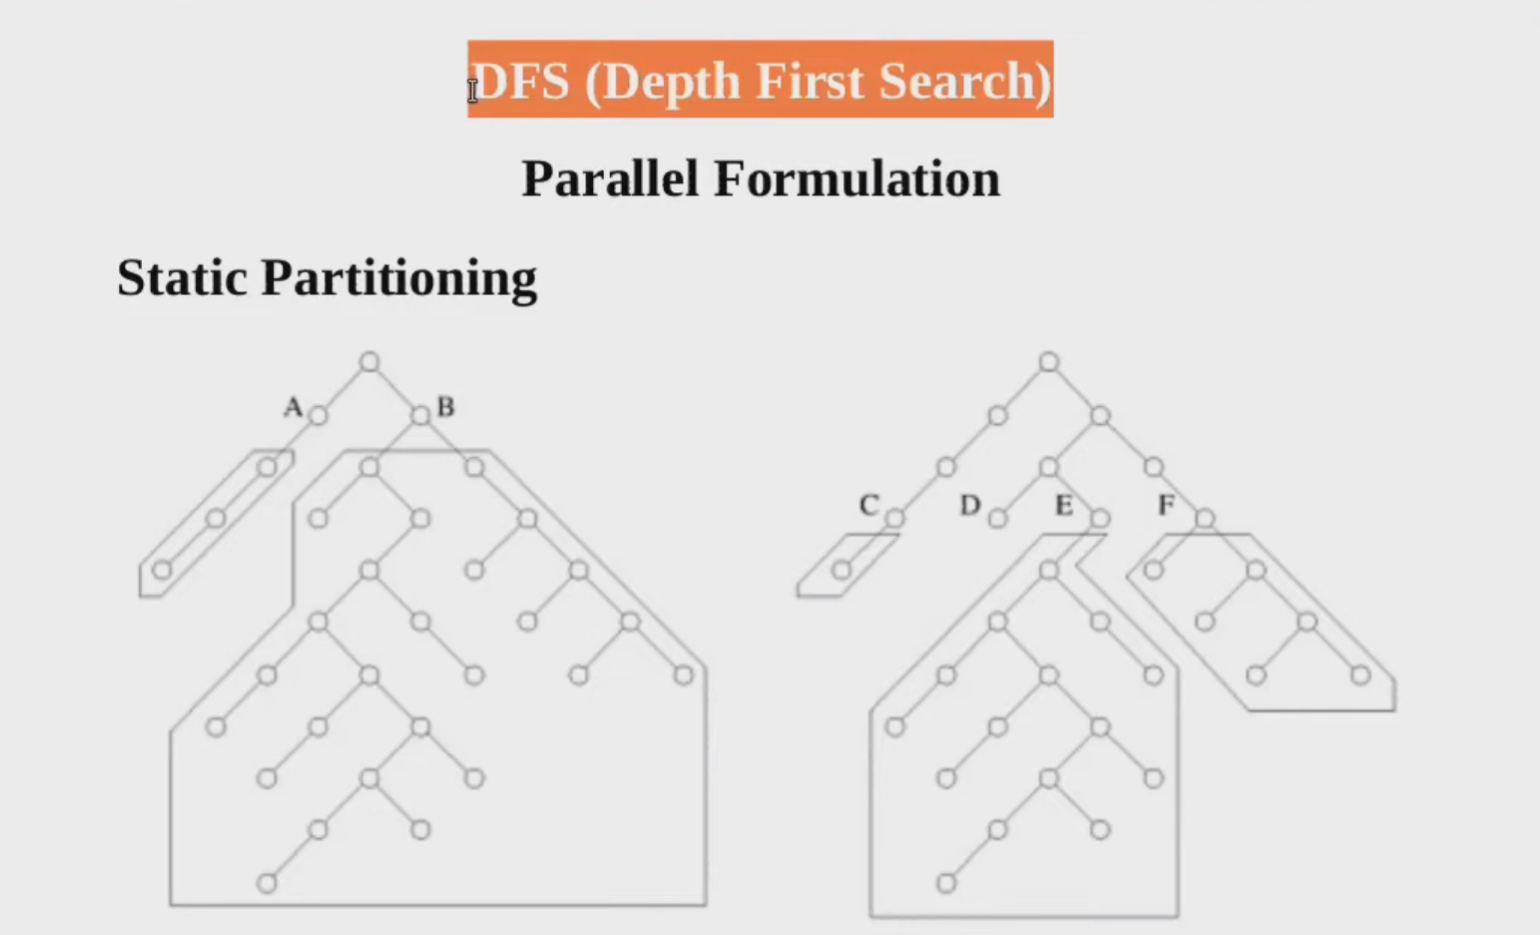 DFS (Depth First Search)
Parallel Formulation
Static Partitioning
A B
C D E F